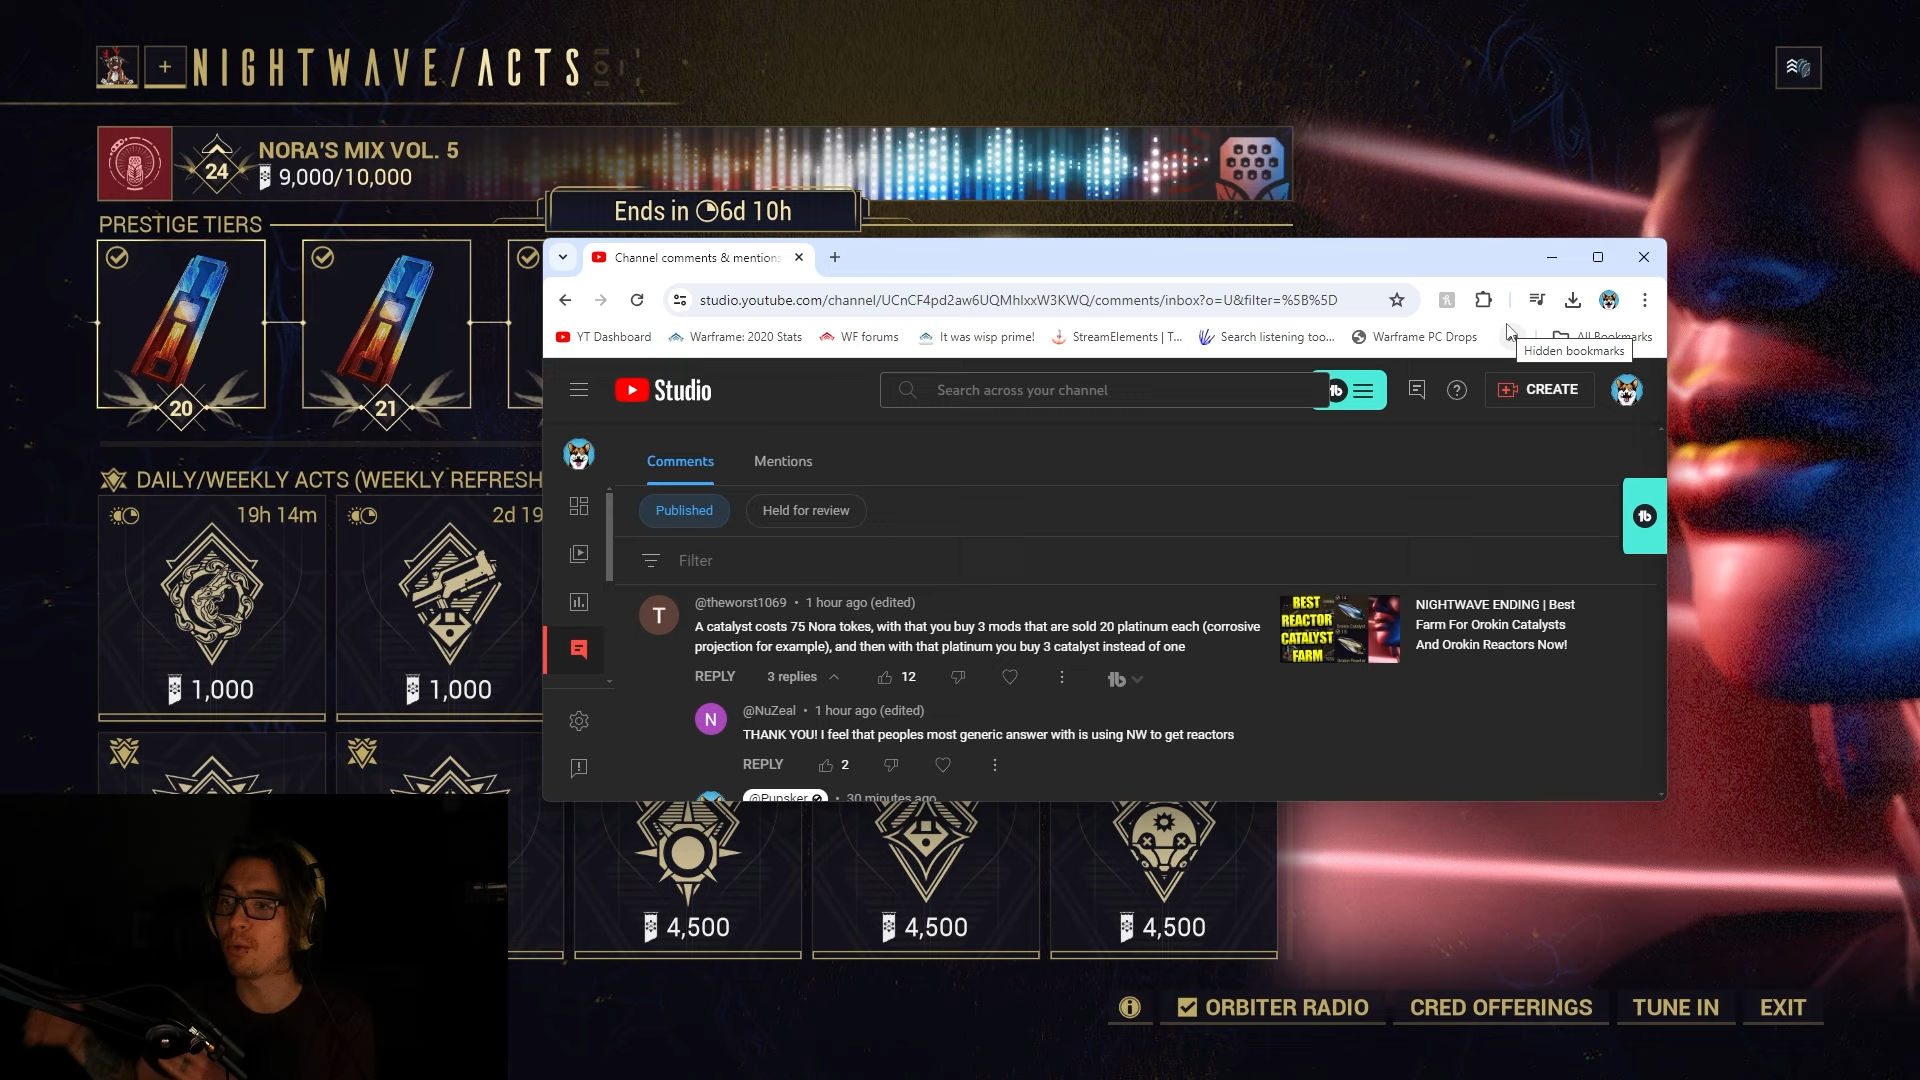 + NIGHTWAVE/ACTS
24 NORA'S MIX VOL. 5
9,000/10,000
PRESTIGE TIERS
Ends in 6d 10h
20
21
DAILY/WEEKLY ACTS (WEEKLY REFRESH
19h 14m
2d 19
1,000
1,000
4,500
4,500
4,500
ORBITER RADIO
CRED OFFERINGS
TUNE IN
EXIT
Channel comments & mentions
studio.youtube.com/channel/UCnCF4pd2aw6UQMhlxxW3KWQ/comments/inbox?o=U&filter=%5B%5D
YT Dashboard
Warframe: 2020 Stats
WF forums
It was wisp prime!
StreamElements | T...
Search listening too...
Warframe PC Drops
All Bookmarks
Hidden bookmarks
Studio
Search across your channel
CREATE
Comments
Mentions
Published
Held for review
Filter
T
@theworst1069 • 1 hour ago (edited)
A catalyst costs 75 Nora tokes, with that you buy 3 mods that are sold 20 platinum each (corrosive
projection for example), and then with that platinum you buy 3 catalyst instead of one
REPLY 3 replies 12
BEST
REACTOR
CATALYST
FARM
NIGHTWAVE ENDING | Best
Farm For Orokin Catalysts
And Orokin Reactors Now!
N
@NuZeal • 1 hour ago (edited)
THANK YOU! I feel that peoples most generic answer with is using NW to get reactors
REPLY 2
@Punsker • 30 minutes ago